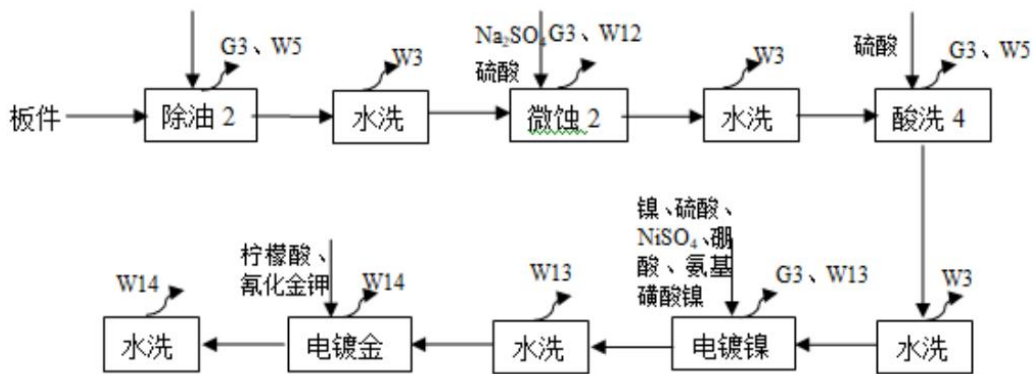 G3、W5
W3
Na₂SO₄
硫酸
G3、W12
W3
硫酸
G3、W5
板件
除油 2
水洗
微蚀 2
水洗
酸洗 4
镍、硫酸、
NiSO₄、硼
酸、氨基
磺酸镍
柠檬酸、
氰化金钾
W14
W14
W13
G3、W13
W3
水洗
电镀金
水洗
电镀镍
水洗